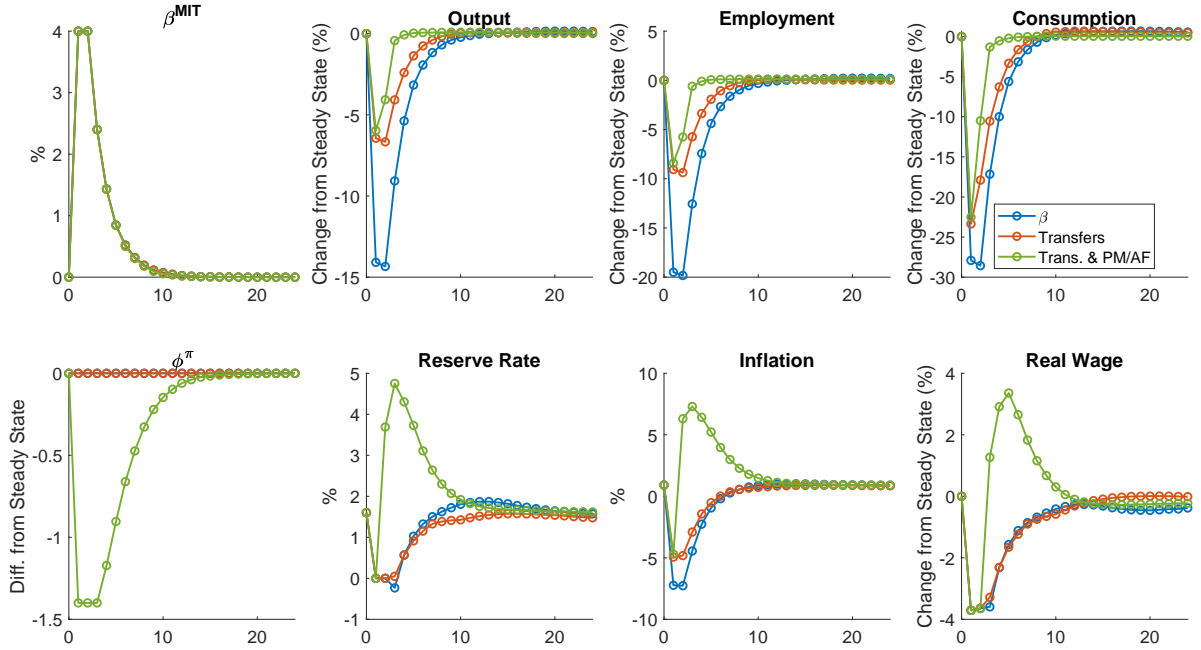 β^MIT
%
4
3
2
1
0
0 10 20
Output
Change from Steady State (%)
0
-5
-10
-15
0 10 20
Employment
Change from Steady State (%)
5
0
-5
-10
-15
-20
0 10 20
Consumption
Change from Steady State (%)
0
-5
-10
-15
-20
-25
-30
0 10 20
β
Transfers
Trans. & PM/AF
ϕ^π
Diff. from Steady State
0
-0.5
-1
-1.5
0 10 20
Reserve Rate
%
5
4
3
2
1
0
-1
0 10 20
Inflation
%
10
5
0
-5
-10
0 10 20
Real Wage
Change from Steady State (%)
4
2
0
-2
-4
0 10 20